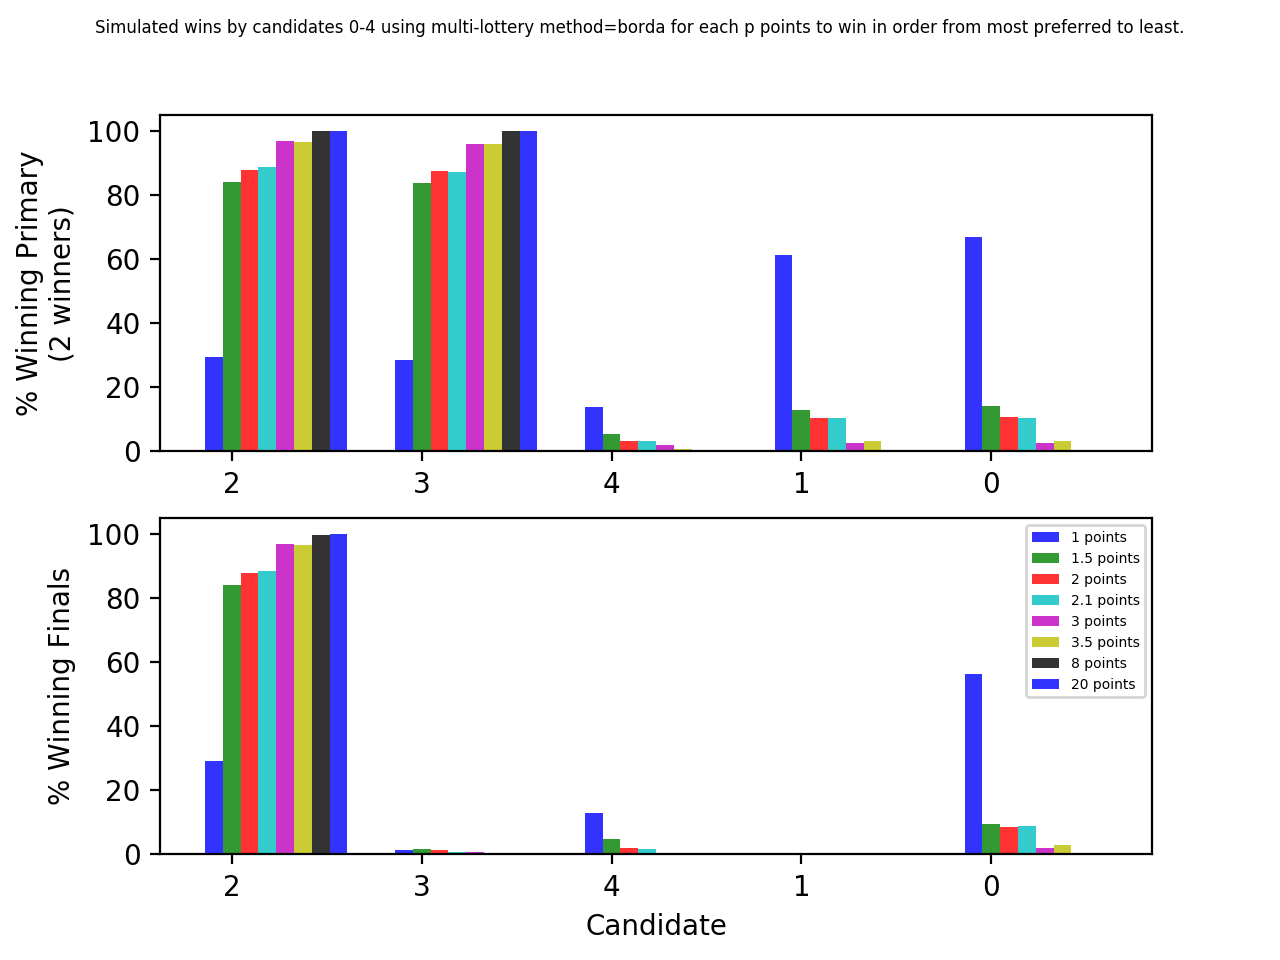 Simulated wins by candidates 0-4 using multi-lottery method=borda for each p points to win in order from most preferred to least.
% Winning Primary
(2 winners)
100
80
60
40
20
0
2 3 4 1 0
% Winning Finals
100
80
60
40
20
0
1 points
1.5 points
2 points
2.1 points
3 points
3.5 points
8 points
20 points
2 3 4 1 0
Candidate